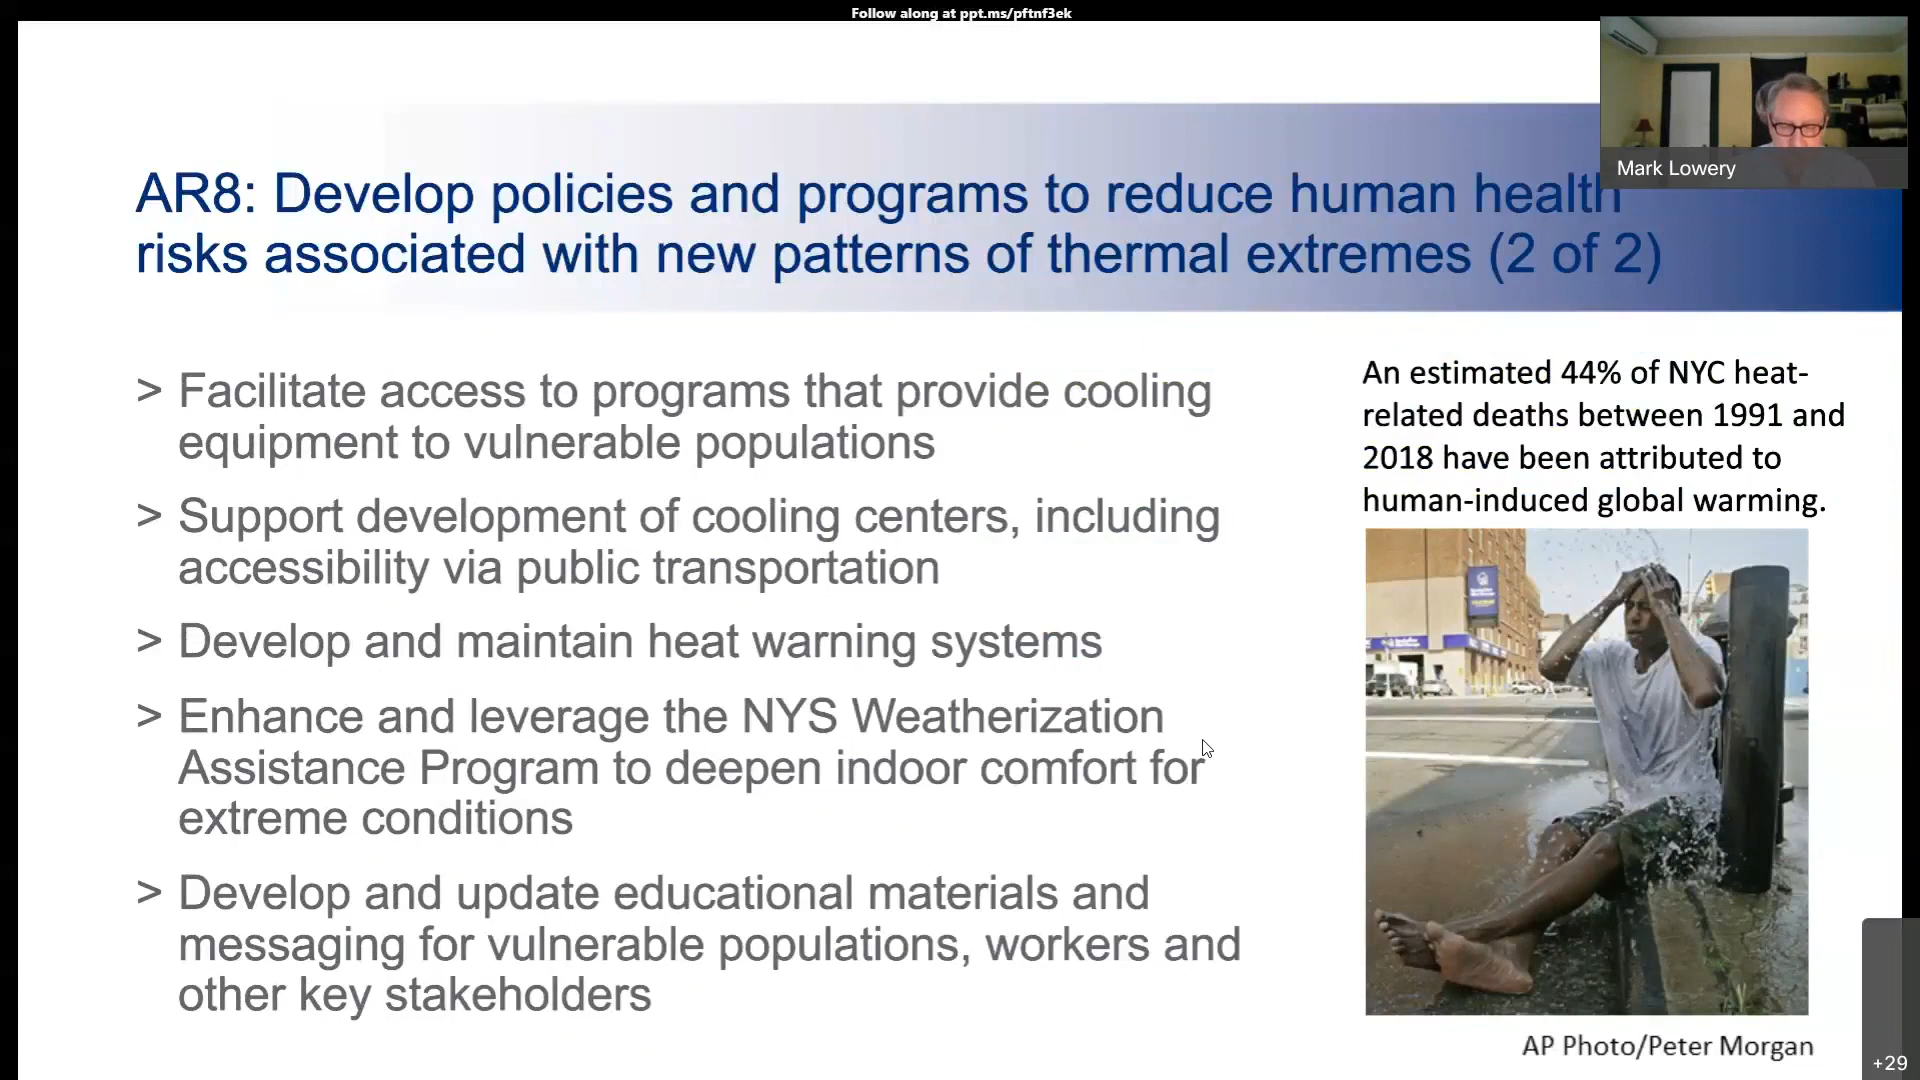 Follow along at ppt.ms/pftnf3ek
Mark Lowery
AR8: Develop policies and programs to reduce human health
risks associated with new patterns of thermal extremes (2 of 2)
> Facilitate access to programs that provide cooling
equipment to vulnerable populations
> Support development of cooling centers, including
accessibility via public transportation
> Develop and maintain heat warning systems
> Enhance and leverage the NYS Weatherization
Assistance Program to deepen indoor comfort for
extreme conditions
> Develop and update educational materials and
messaging for vulnerable populations, workers and
other key stakeholders
An estimated 44% of NYC heat-
related deaths between 1991 and
2018 have been attributed to
human-induced global warming.
AP Photo/Peter Morgan
+29